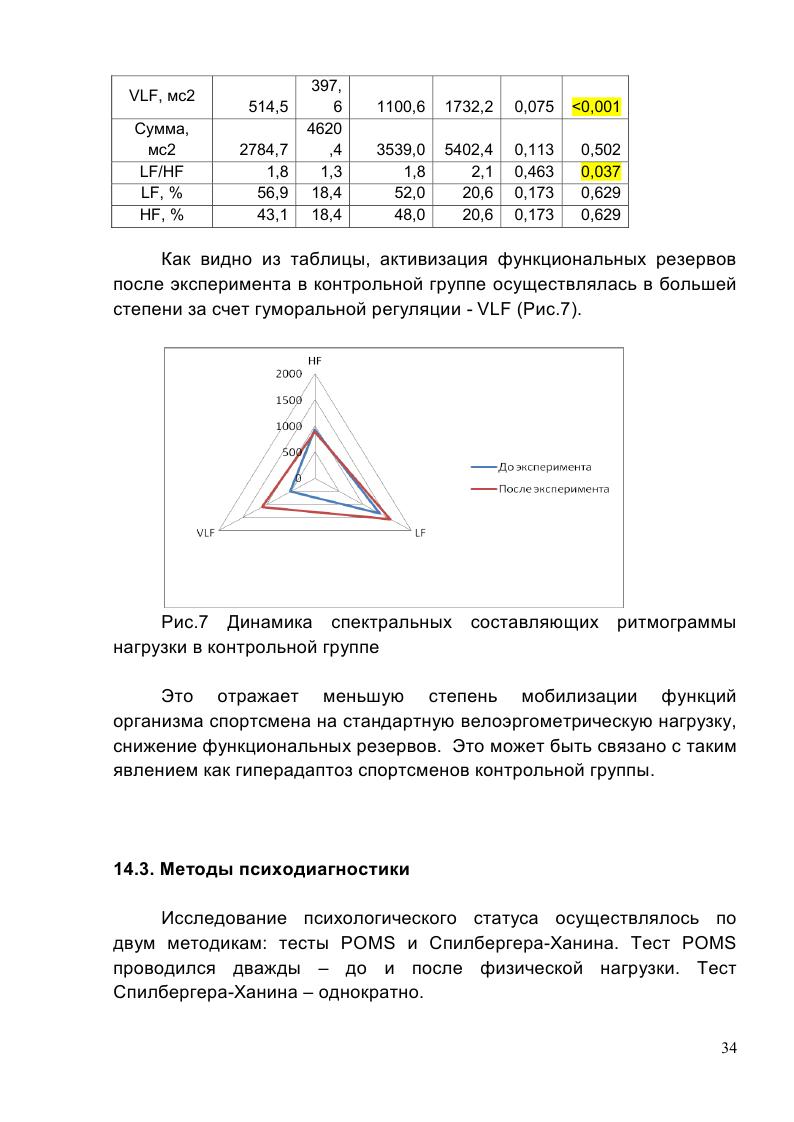 VLF, мс2 514,5 397,6 1100,6 1732,2 0,075 <0,001
Сумма, мс2 2784,7 4620,4 3539,0 5402,4 0,113 0,502
LF/HF 1,8 1,3 1,8 2,1 0,463 0,037
LF, % 56,9 18,4 52,0 20,6 0,173 0,629
HF, % 43,1 18,4 48,0 20,6 0,173 0,629
Как видно из таблицы, активизация функциональных резервов
после эксперимента в контрольной группе осуществлялась в большей
степени за счет гуморальной регуляции - VLF (Рис.7).
HF
2000
1500
1000
500
0
VLF
LF
До эксперимента
После эксперимента
Рис.7 Динамика спектральных составляющих ритмограммы
нагрузки в контрольной группе
Это отражает меньшую степень мобилизации функций
организма спортсмена на стандартную велоэргометрическую нагрузку,
снижение функциональных резервов. Это может быть связано с таким
явлением как гиперадаптоз спортсменов контрольной группы.
14.3. Методы психодиагностики
Исследование психологического статуса осуществлялось по
двум методикам: тесты POMS и Спилбергера-Ханина. Тест POMS
проводился дважды – до и после физической нагрузки. Тест
Спилбергера-Ханина – однократно.
34